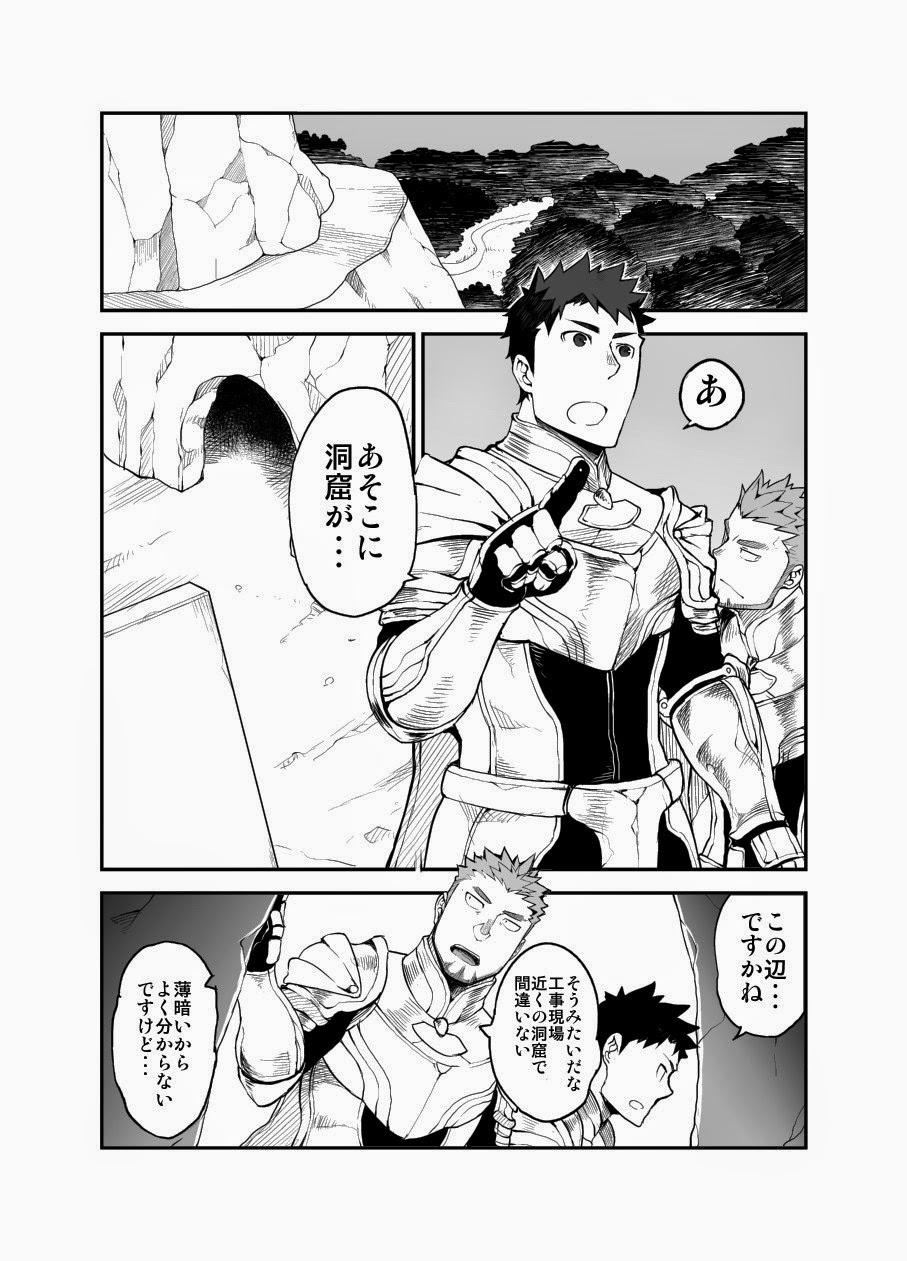 あ
あそこに
洞窟が・・・
この辺・・・
ですかね
そうみたいだな
工事現場
近くの洞窟で
間違いない
薄暗いから
よく分からない
ですけど・・・